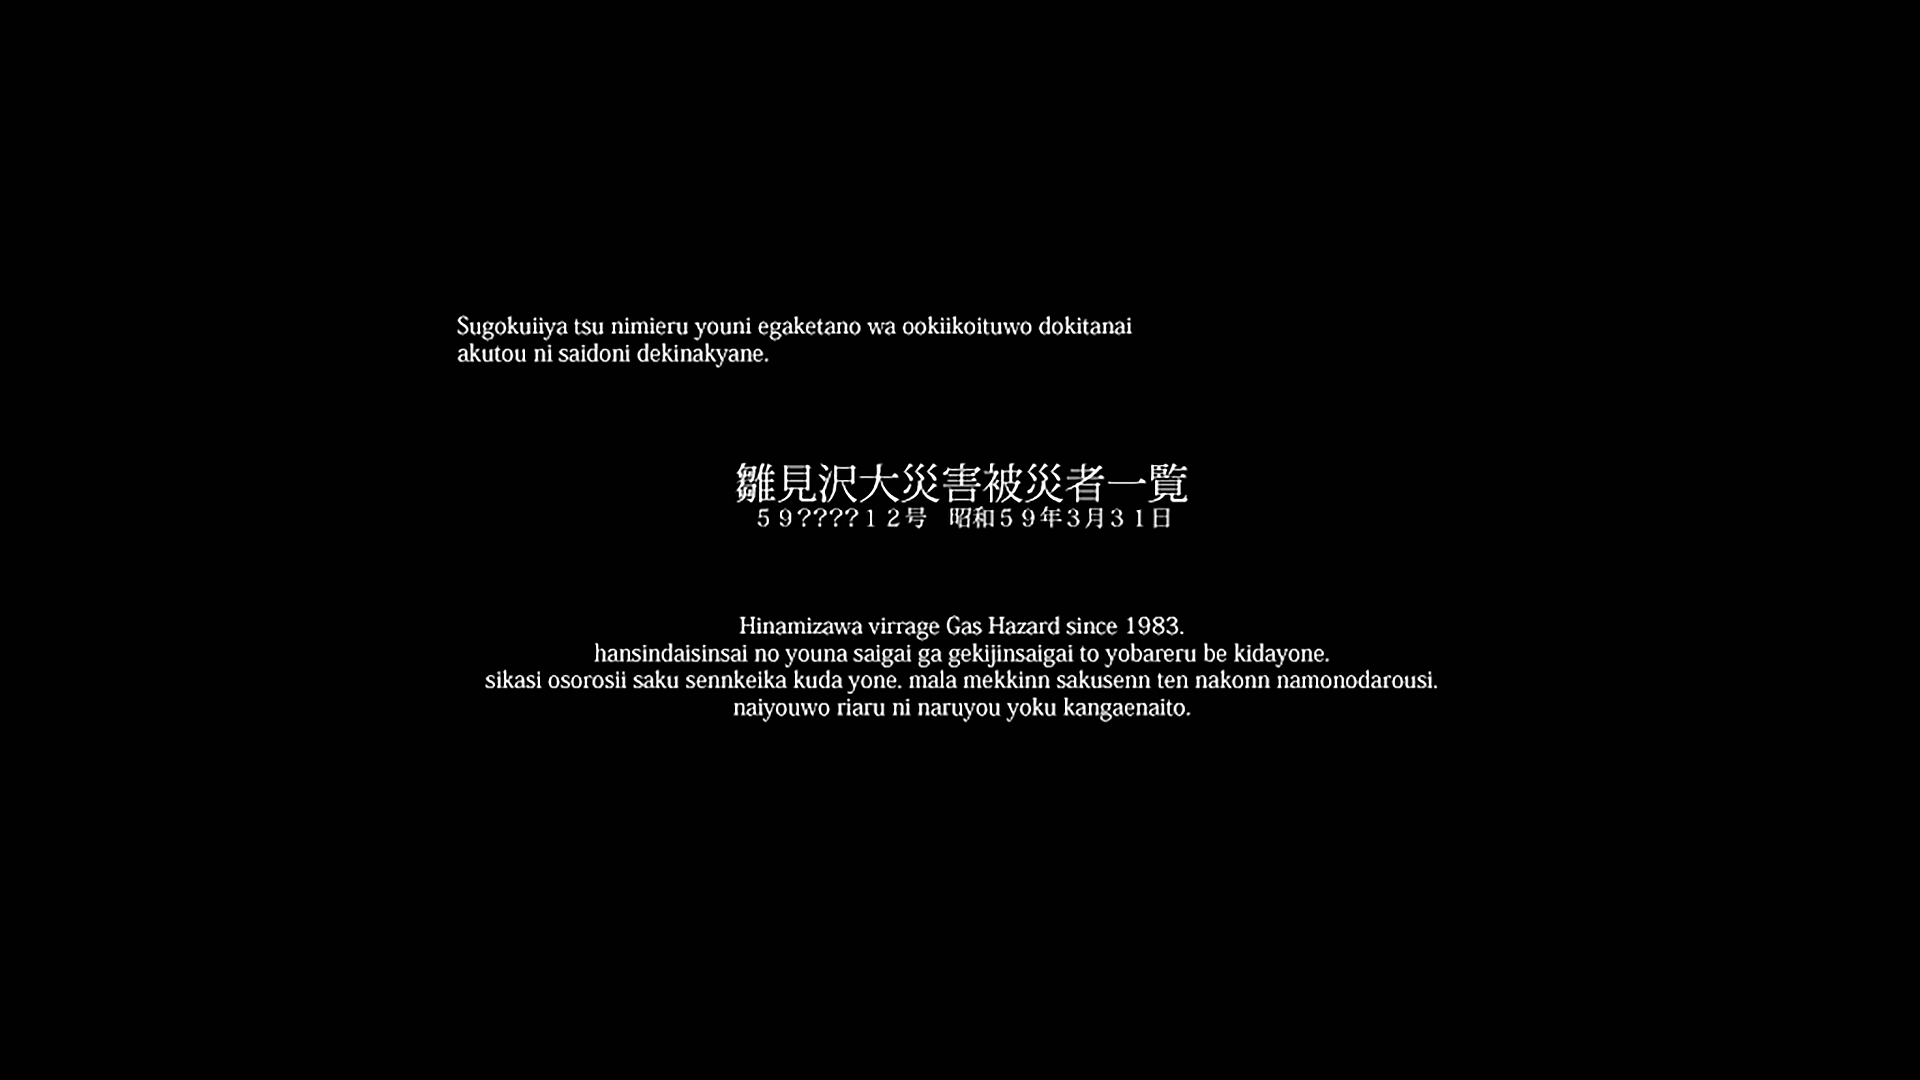 Sugokuiiya tsu nimieru youni egaketano wa ookiikoituwo dokitanai
akutou ni saidoni dekinakyane.
雛見沢大災害被災者一覧
５９????１２号　昭和５９年３月３１日
Hinamizawa virrage Gas Hazard since 1983.
hansindaisinsai no youna saigai ga gekijinsaigai to yobareru be kidayone.
sikasi osorosii saku sennkeika kuda yone. mala mekkinn sakusenn ten nakonn namonodarousi.
naiyouwo riaru ni naruyou yoku kangaenaito.